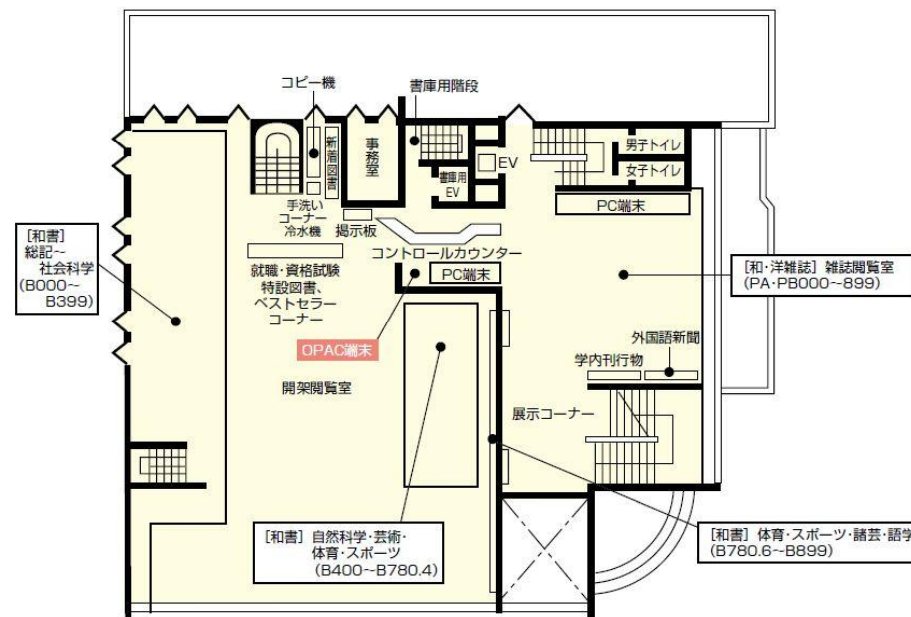 コピー機
書庫用階段
新着図書
事務室
書庫用
EV
EV
男子トイレ
女子トイレ
PC端末
手洗い
コーナー
冷水機
掲示板
コントロールカウンター
PC端末
[和書]
総記～
社会科学
(B000～
B399)
就職・資格試験
特設図書、
ベストセラー
コーナー
OPAC端末
[和・洋雑誌] 雑誌閲覧室
(PA・PB000～899)
外国語新聞
学内刊行物
開架閲覧室
展示コーナー
[和書] 自然科学・芸術・
体育・スポーツ
(B400～B780.4)
[和書] 体育・スポーツ・諸芸・語学
(B780.6～B899)